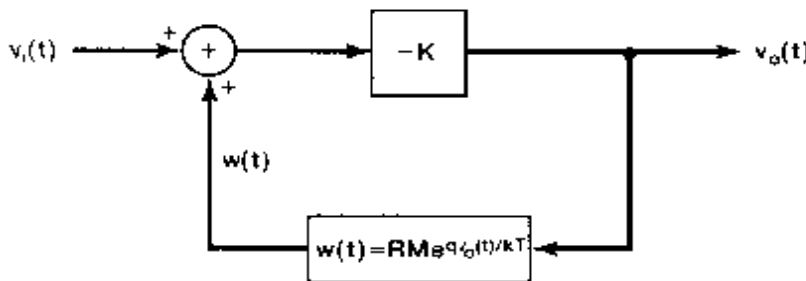 vᵢ(t)
+
+
+
−K
vₒ(t)
w(t)
w(t)=RMe^qvₒ(t)/kT